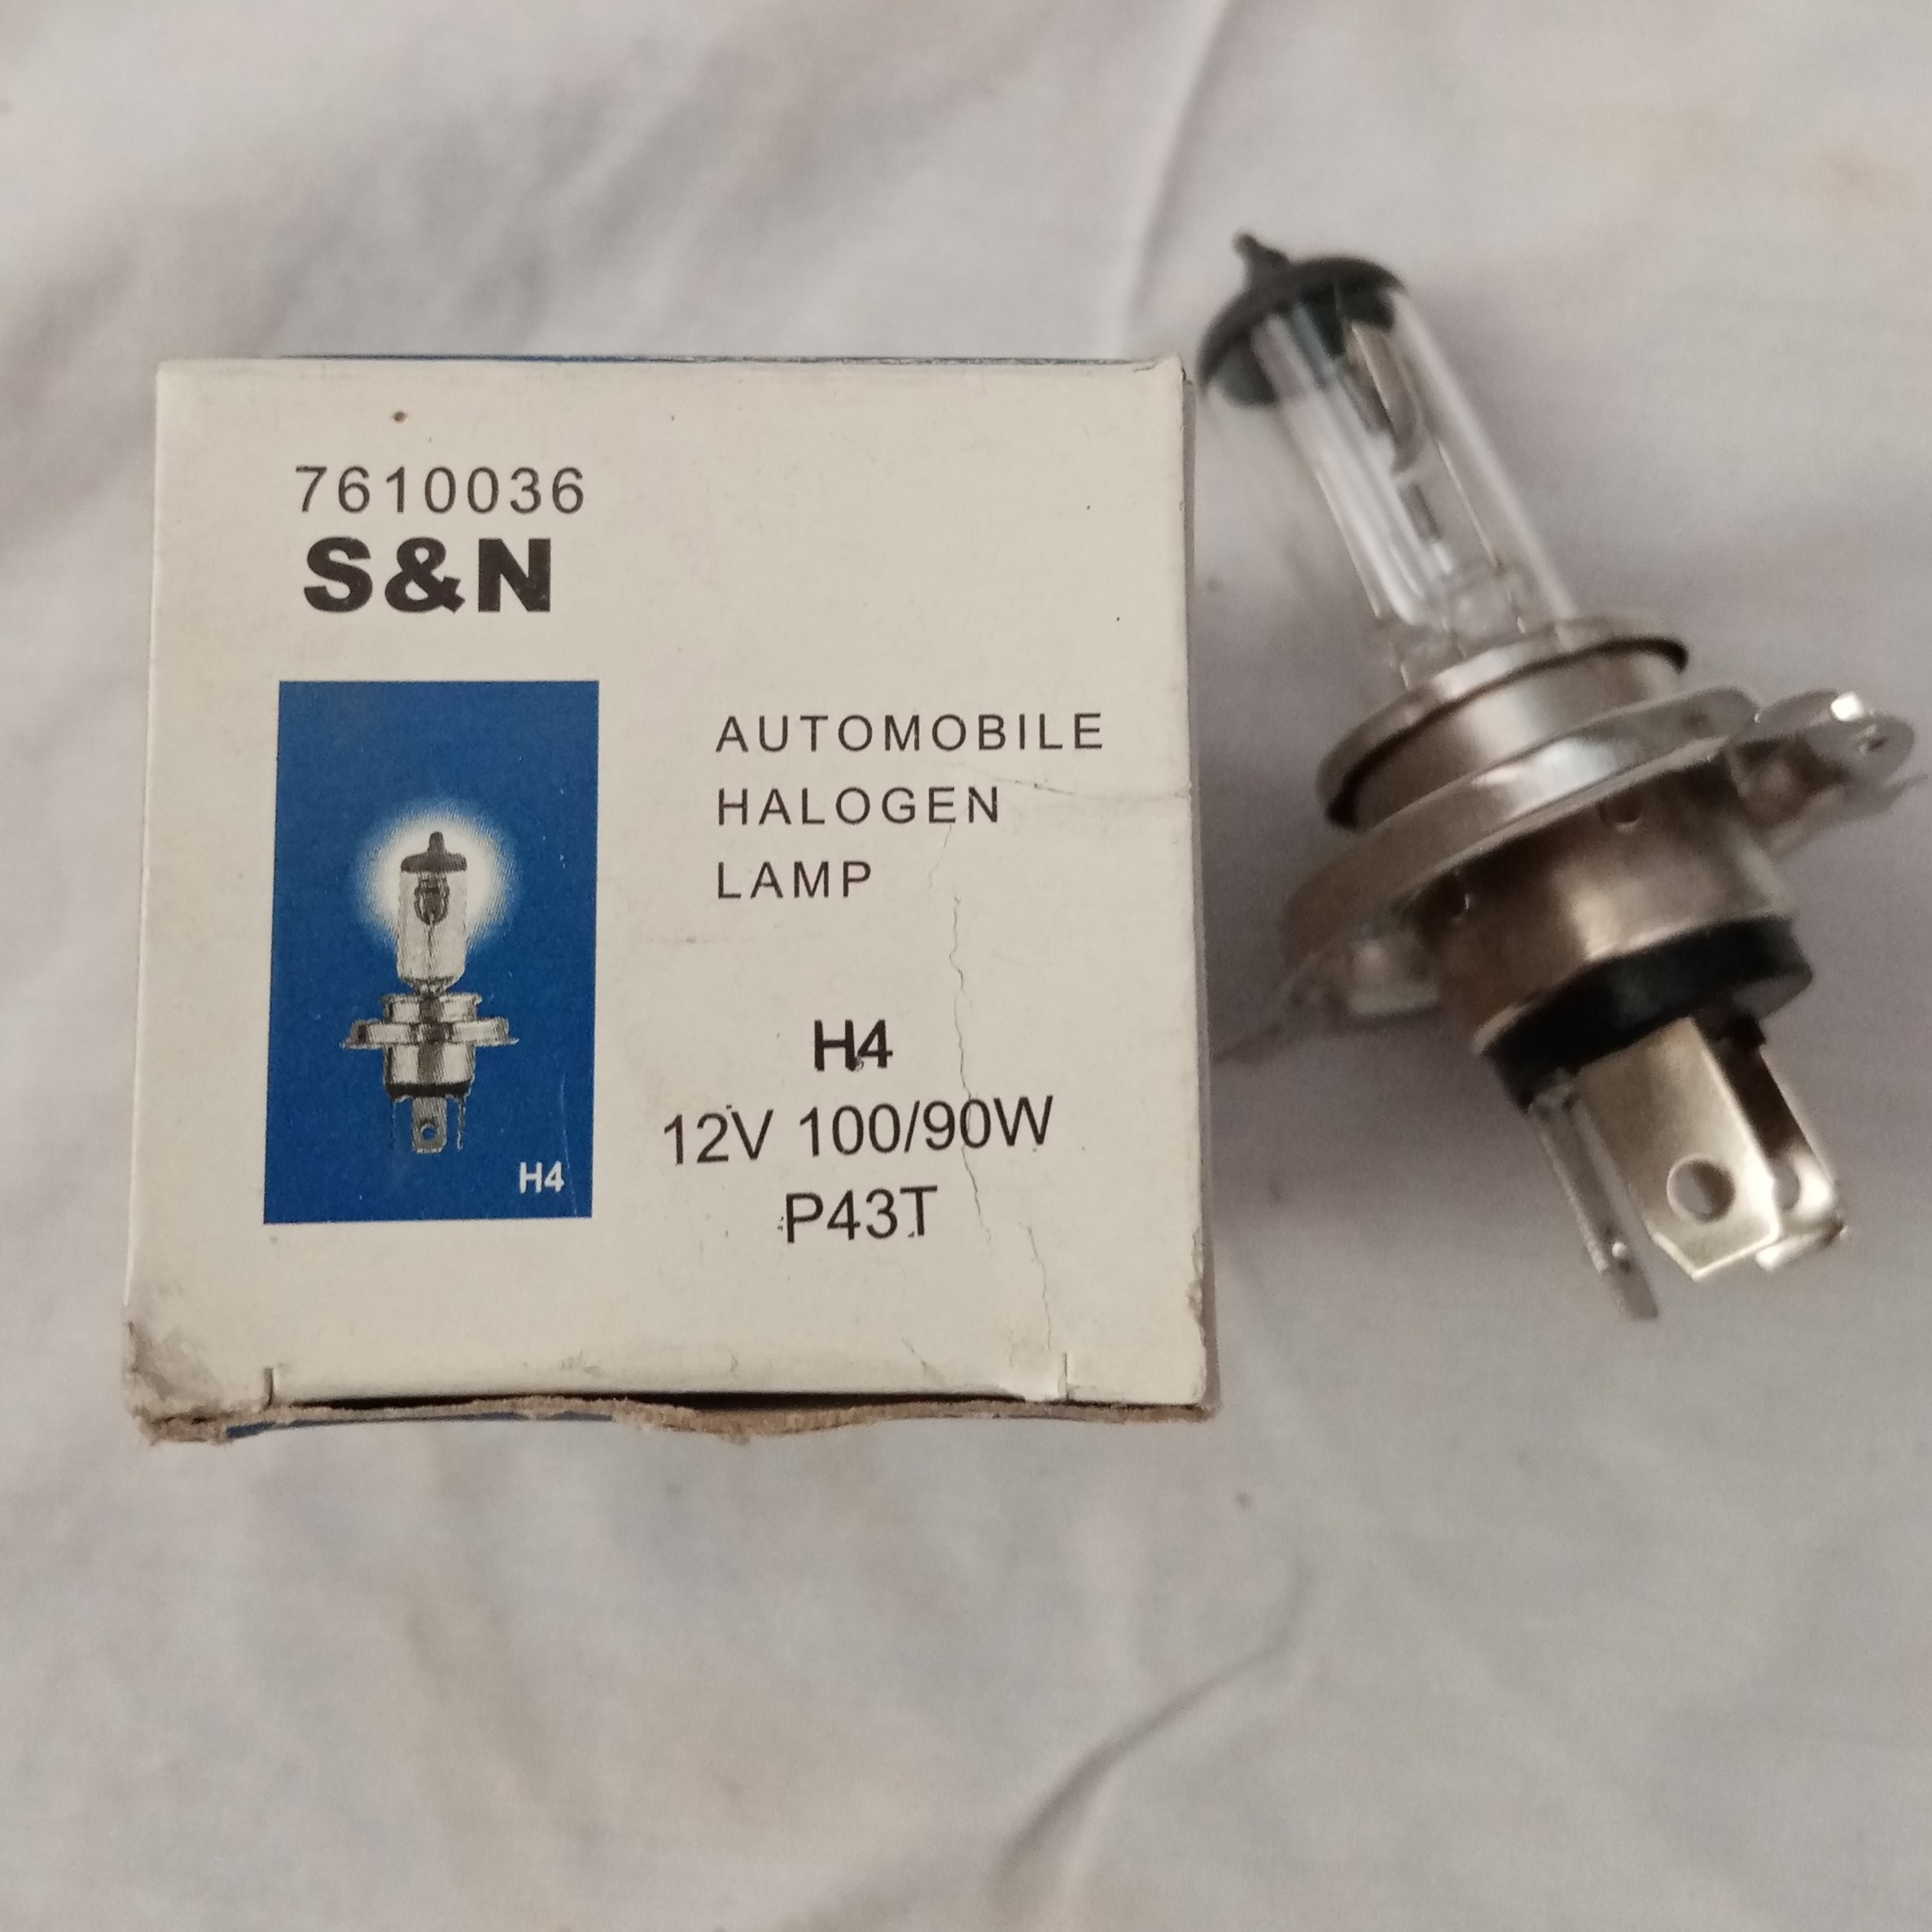 7610036
S&N
AUTOMOBILE
HALOGEN
LAMP
H4
12V 100/90W
P43T
H4